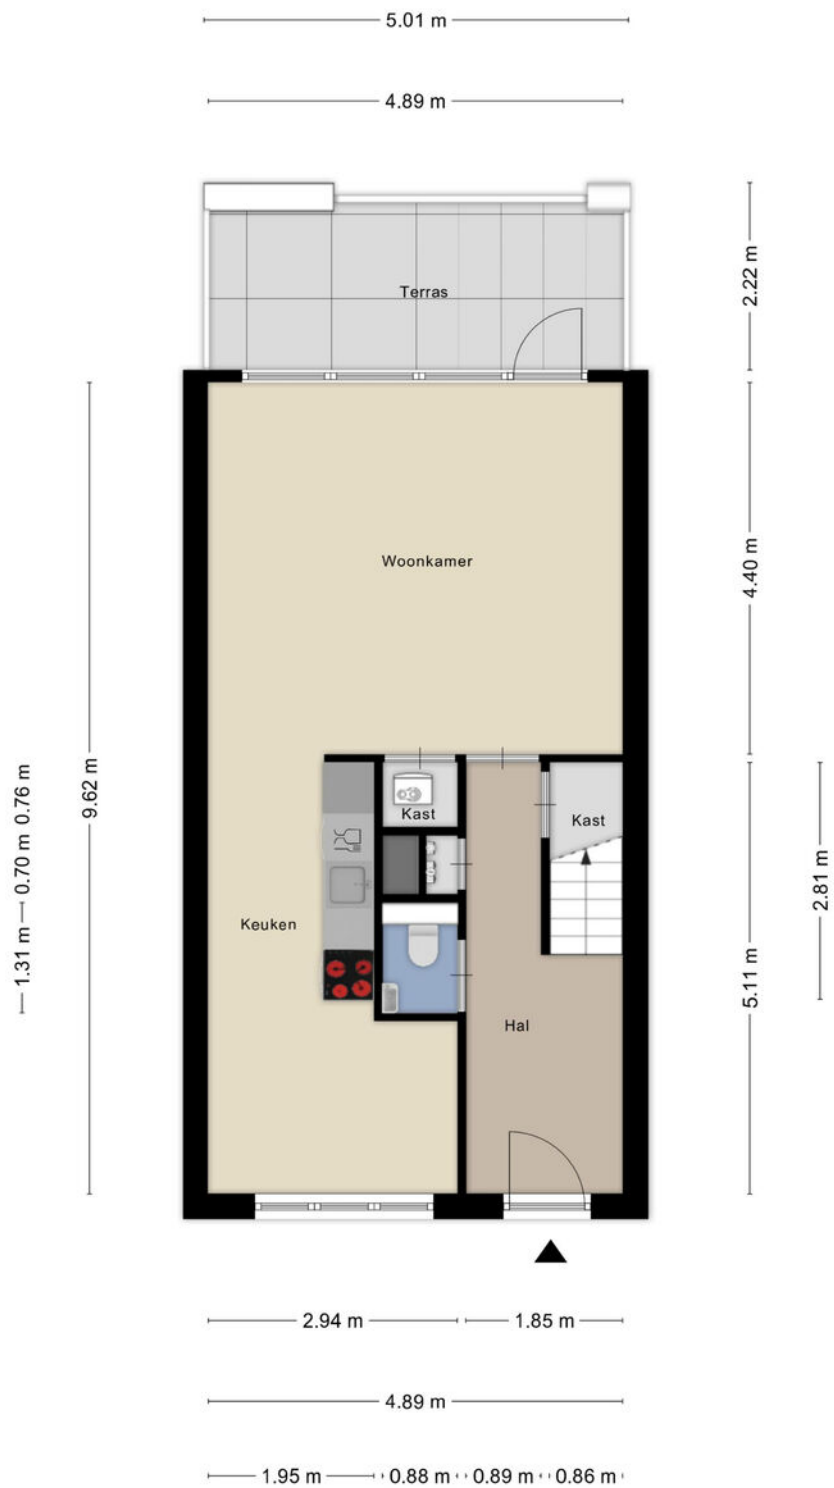 5.01 m
4.89 m
Terras
2.22 m
Woonkamer
4.40 m
9.62 m
0.76 m
0.70 m
1.31 m
Kast
Kast
2.81 m
Keuken
5.11 m
Hal
2.94 m
1.85 m
4.89 m
1.95 m
0.88 m
0.89 m
0.86 m